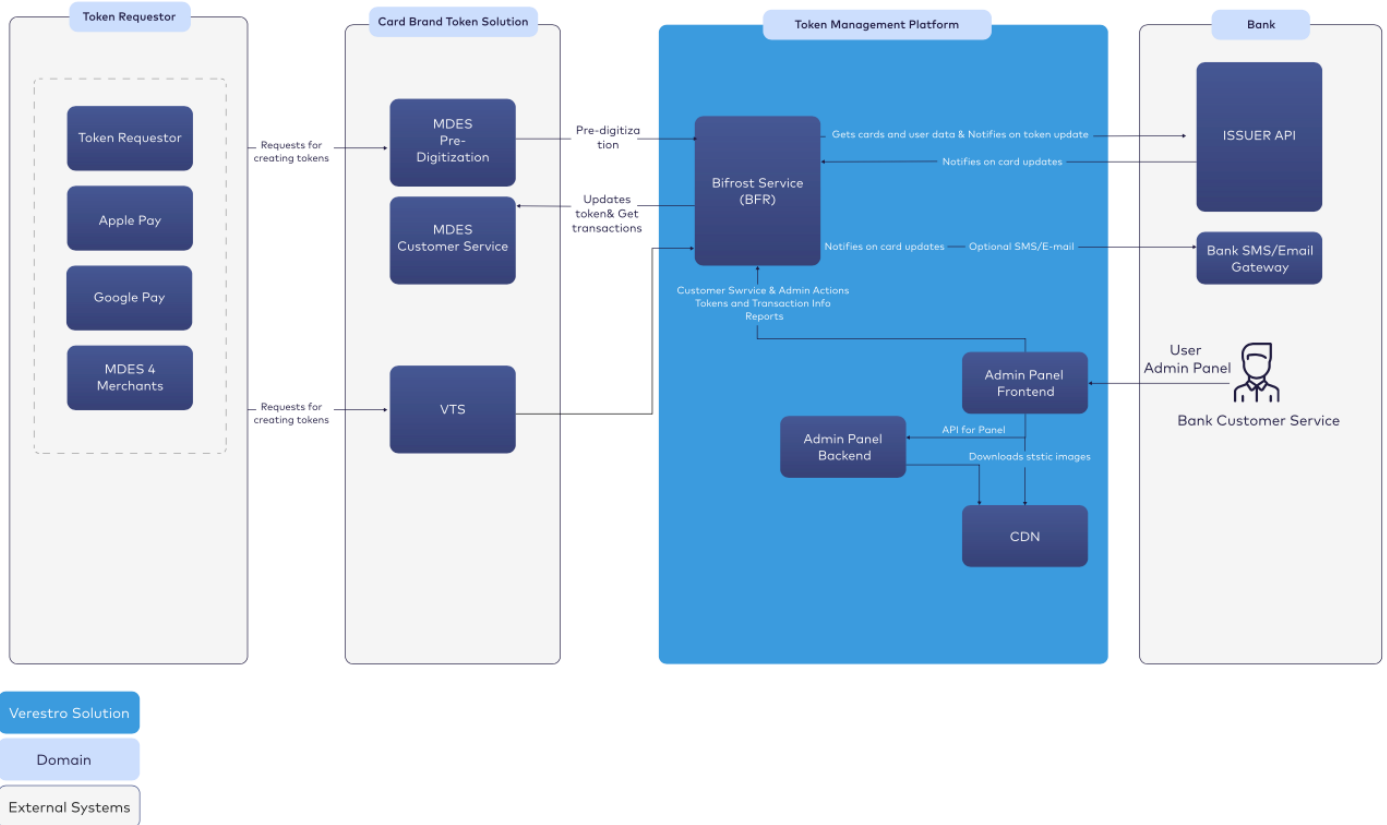 Token Requestor
Card Brand Token Solution
Token Management Platform
Bank
Token Requestor
Apple Pay
Google Pay
MDES 4
Merchants
Requests for
creating tokens
Requests for
creating tokens
MDES
Pre-
Digitization
MDES
Customer Service
VTS
Pre-digitiza
tion
Updates
token& Get
transactions
Bifrost Service
(BFR)
Gets cards and user data & Notifies on token update
Notifies on card updates
Notifies on card updates
Optional SMS/E-mail
Customer Swrvice & Admin Actions
Tokens and Transaction Info
Reports
Admin Panel
Frontend
API for Panel
Admin Panel
Backend
Downloads ststic images
CDN
ISSUER API
Bank SMS/Email
Gateway
User
Admin Panel
Bank Customer Service
Verestro Solution
Domain
External Systems